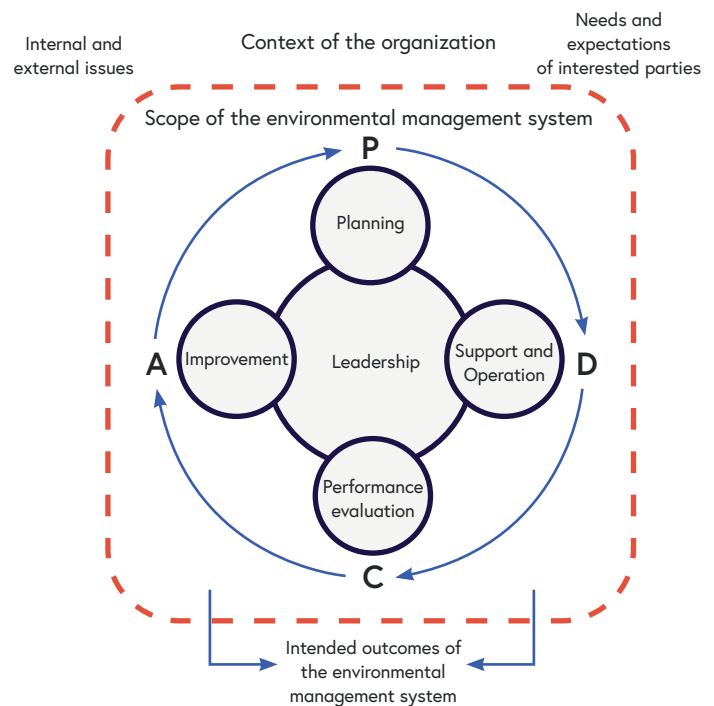 Internal and
external issues
Context of the organization
Needs and
expectations
of interested parties
Scope of the environmental management system
P
Planning
A
Improvement
Leadership
Support and
Operation
D
Performance
evaluation
C
Intended outcomes of
the environmental
management system